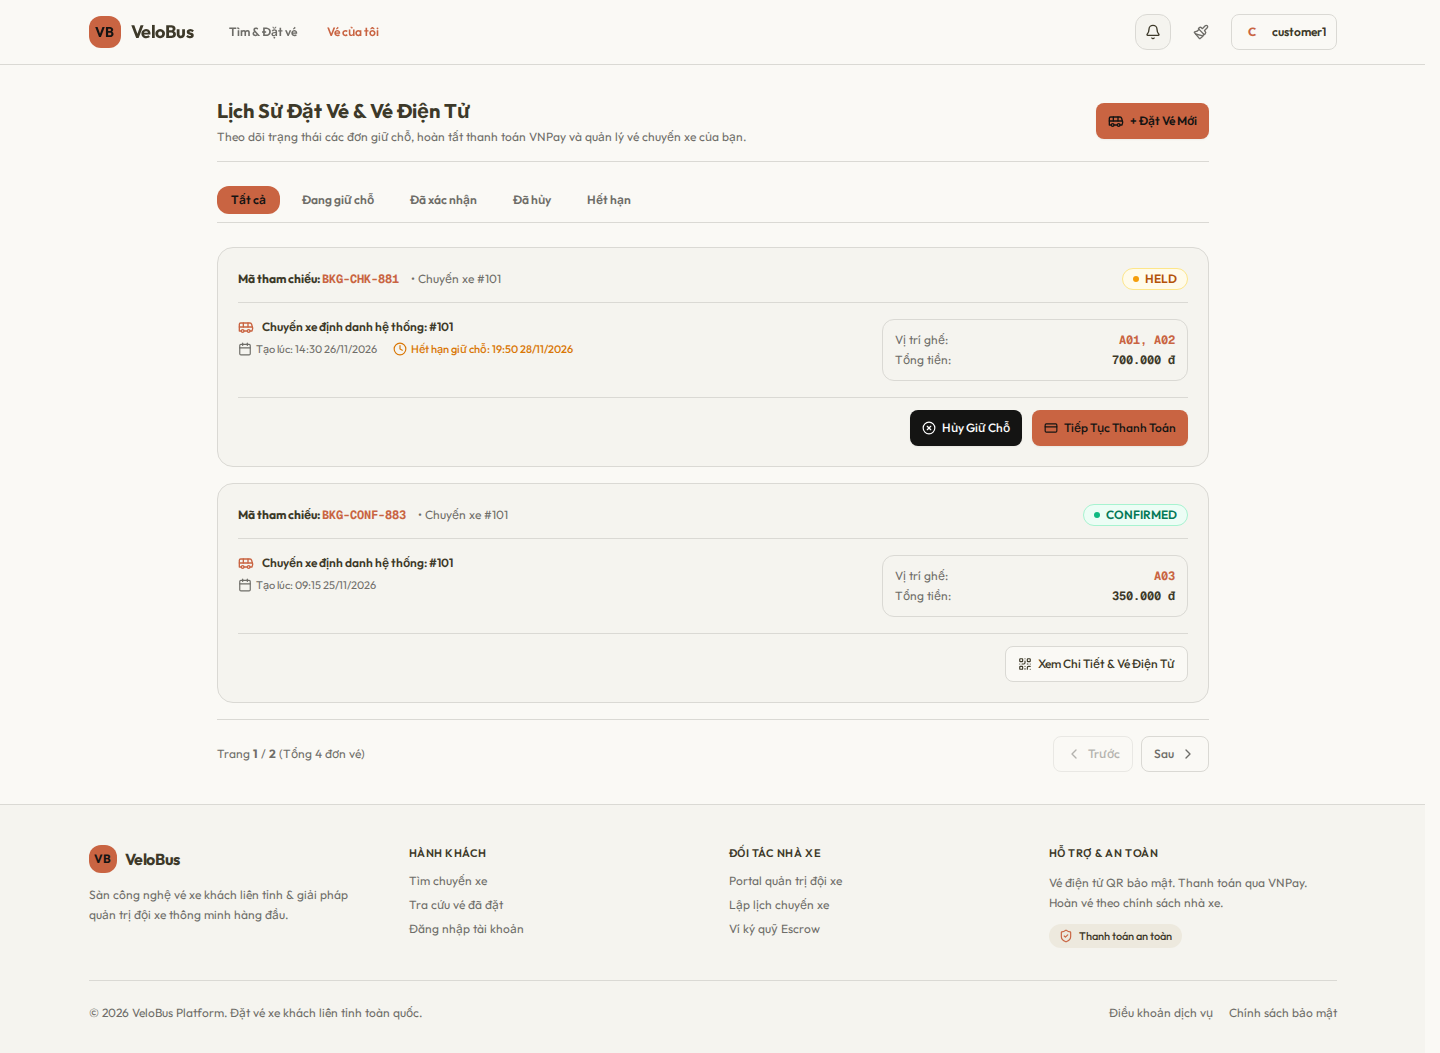 VB VeloBus Tìm & Đặt vé Vé của tôi C customer1
Lịch Sử Đặt Vé & Vé Điện Tử
Theo dõi trạng thái các đơn giữ chỗ, hoàn tất thanh toán VNPay và quản lý vé chuyến xe của bạn.
+ Đặt Vé Mới
Tất cả Đang giữ chỗ Đã xác nhận Đã hủy Hết hạn
Mã tham chiếu: BKG-CHK-881 • Chuyến xe #101 HELD
Chuyến xe định danh hệ thống: #101
Tạo lúc: 14:30 26/11/2026 Hết hạn giữ chỗ: 19:50 28/11/2026
Vị trí ghế: A01, A02
Tổng tiền: 700.000 đ
Hủy Giữ Chỗ Tiếp Tục Thanh Toán
Mã tham chiếu: BKG-CONF-883 • Chuyến xe #101 CONFIRMED
Chuyến xe định danh hệ thống: #101
Tạo lúc: 09:15 25/11/2026
Vị trí ghế: A03
Tổng tiền: 350.000 đ
Xem Chi Tiết & Vé Điện Tử
Trang 1 / 2 (Tổng 4 đơn vé) Trước Sau
VB VeloBus
Sàn công nghệ vé xe khách liên tỉnh & giải pháp
quản trị đội xe thông minh hàng đầu.
HÀNH KHÁCH
Tìm chuyến xe
Tra cứu vé đã đặt
Đăng nhập tài khoản
ĐỐI TÁC NHÀ XE
Portal quản trị đội xe
Lập lịch chuyến xe
Ví ký quỹ Escrow
HỖ TRỢ & AN TOÀN
Vé điện tử QR bảo mật. Thanh toán qua VNPay.
Hoàn vé theo chính sách nhà xe.
Thanh toán an toàn
© 2026 VeloBus Platform. Đặt vé xe khách liên tỉnh toàn quốc. Điều khoản dịch vụ Chính sách bảo mật